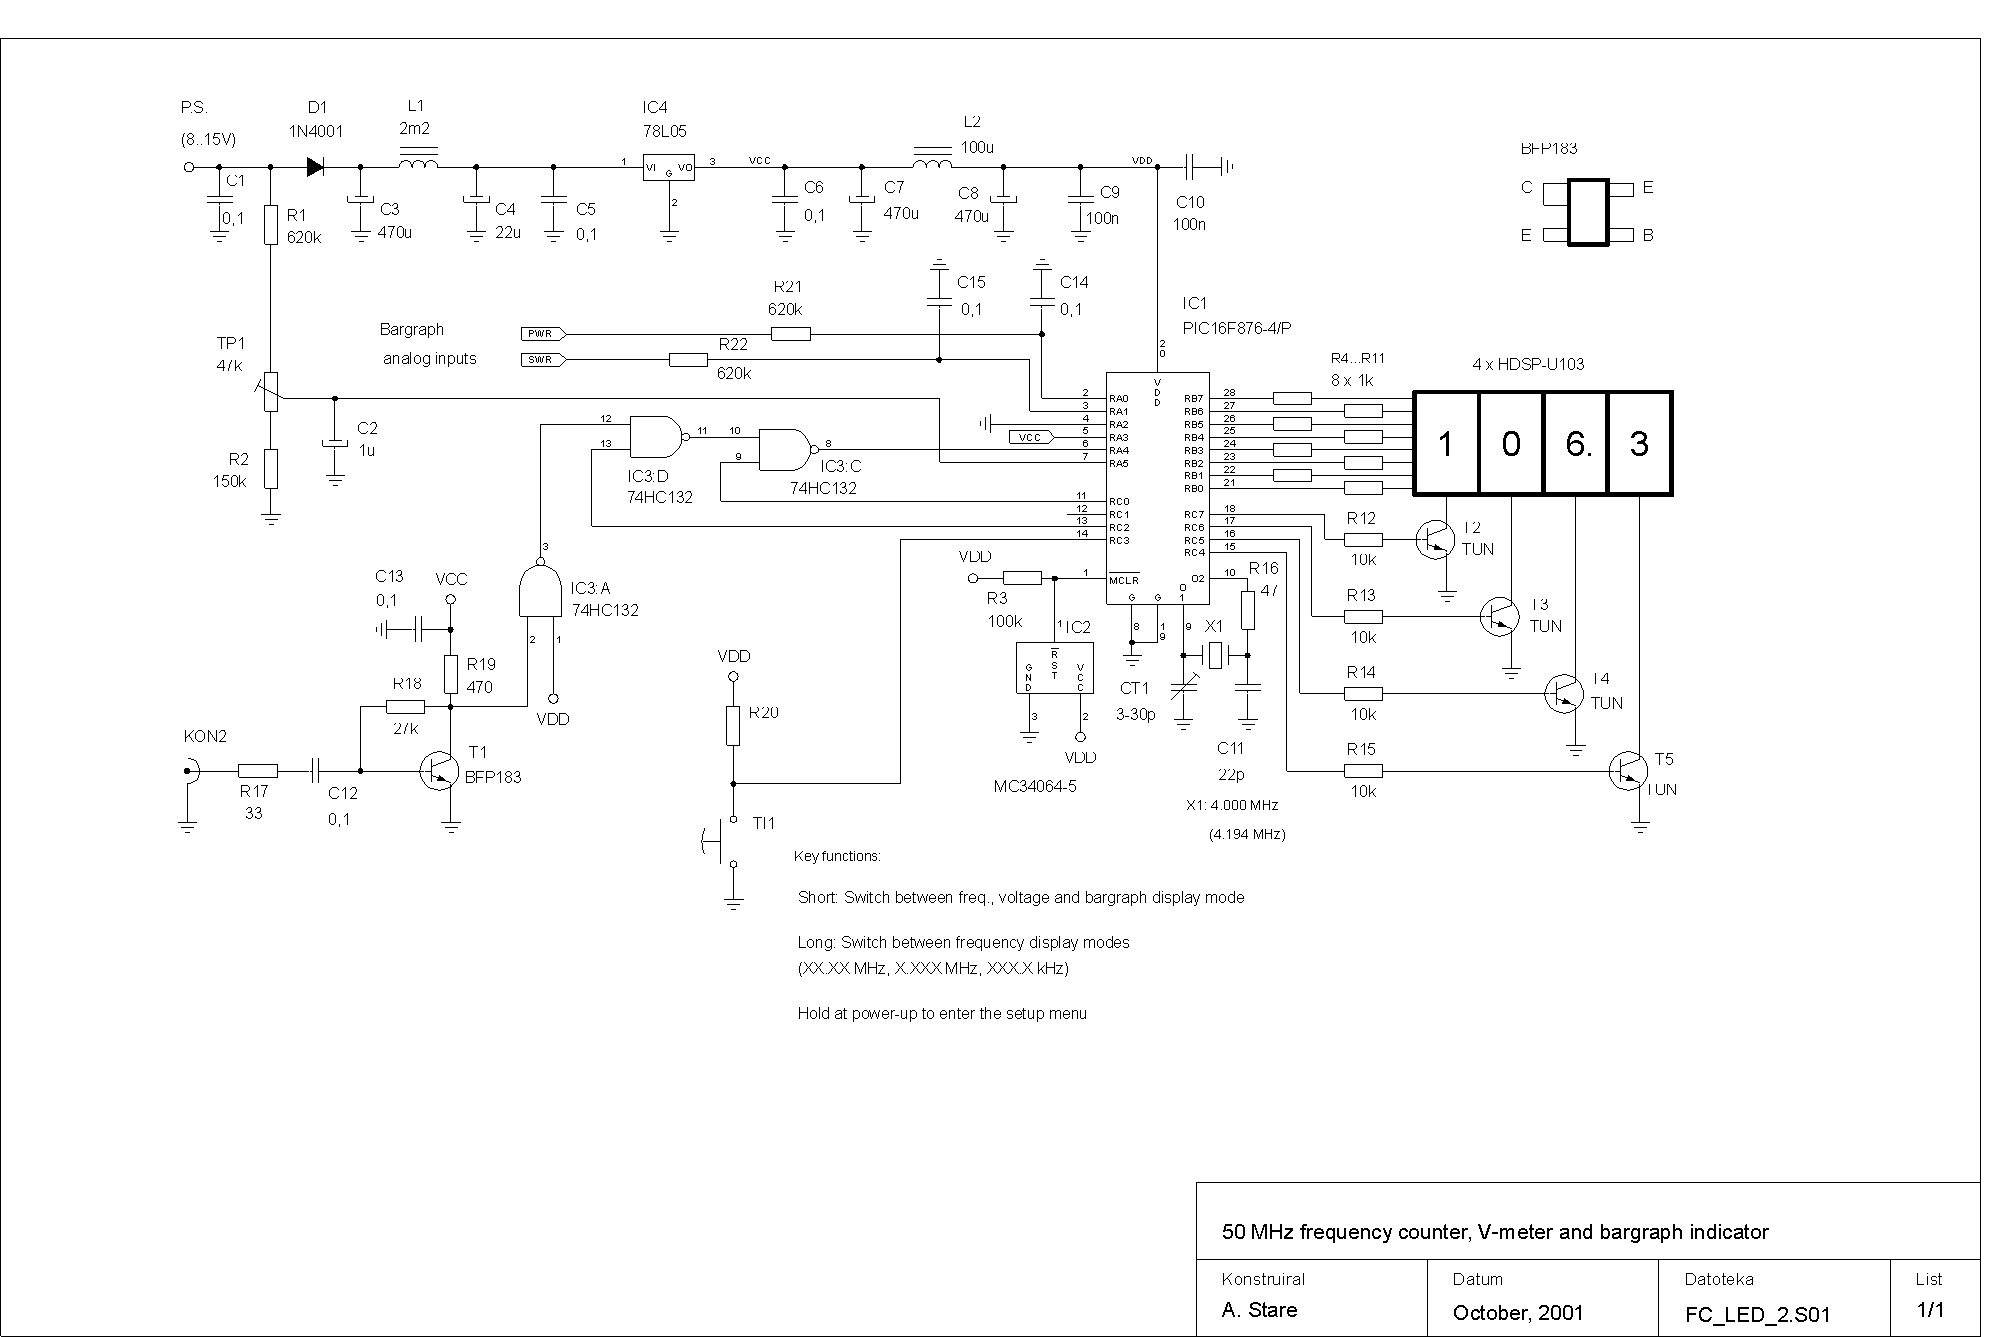 P.S.
(8..15V)
D1
1N4001
L1
2m2
IC4
78L05
L2
100u
BFP183
C
E
E
B
1
VI
VO
G
3
VCC
2
VDD
C1
0,1
R1
620k
C3
470u
C4
22u
C5
0,1
C6
0,1
C7
470u
C8
470u
C9
100n
C10
100n
C15
0,1
C14
0,1
R21
620k
Bargraph
analog inputs
PWR
SWR
R22
620k
IC1
PIC16F876-4/P
20
VDD
TP1
4/k
C2
1u
R2
150k
12
13
11
10
9
8
IC3:D
74HC132
IC3:C
74HC132
VCC
2 RA0
3 RA1
4 RA2
5 RA3
6 RA4
7 RA5
11 RC0
12 RC1
13 RC2
14 RC3
1 MCLR
RB7 28
RB6 27
RB5 26
RB4 25
RB3 24
RB2 23
RB1 22
RB0 21
RC7 18
RC6 17
RC5 16
RC4 15
O2 10
O1
G G
8
19
9
R4...R11
8 x 1k
4 x HDSP-U103
1 0 6. 3
R12
10k
T2
TUN
R13
10k
T3
TUN
R14
10k
T4
TUN
R15
10k
T5
TUN
R16
4/
X1
CT1
3-30p
C11
22p
X1: 4.000 MHz
(4.194 MHz)
VDD
R3
100k
1
IC2
GND
RST
VCC
3
2
VDD
MC34064-5
3
IC3:A
74HC132
2
1
VDD
C13
0,1
VCC
R19
470
R18
2/k
KON2
R17
33
C12
0,1
T1
BFP183
VDD
R20
TI1
Key functions:
Short: Switch between freq., voltage and bargraph display mode
Long: Switch between frequency display modes
(XX.XX MHz, X.XXX MHz, XXX.X kHz)
Hold at power-up to enter the setup menu
50 MHz frequency counter, V-meter and bargraph indicator
Konstruiral
A. Stare
Datum
October, 2001
Datoteka
FC_LED_2.S01
List
1/1